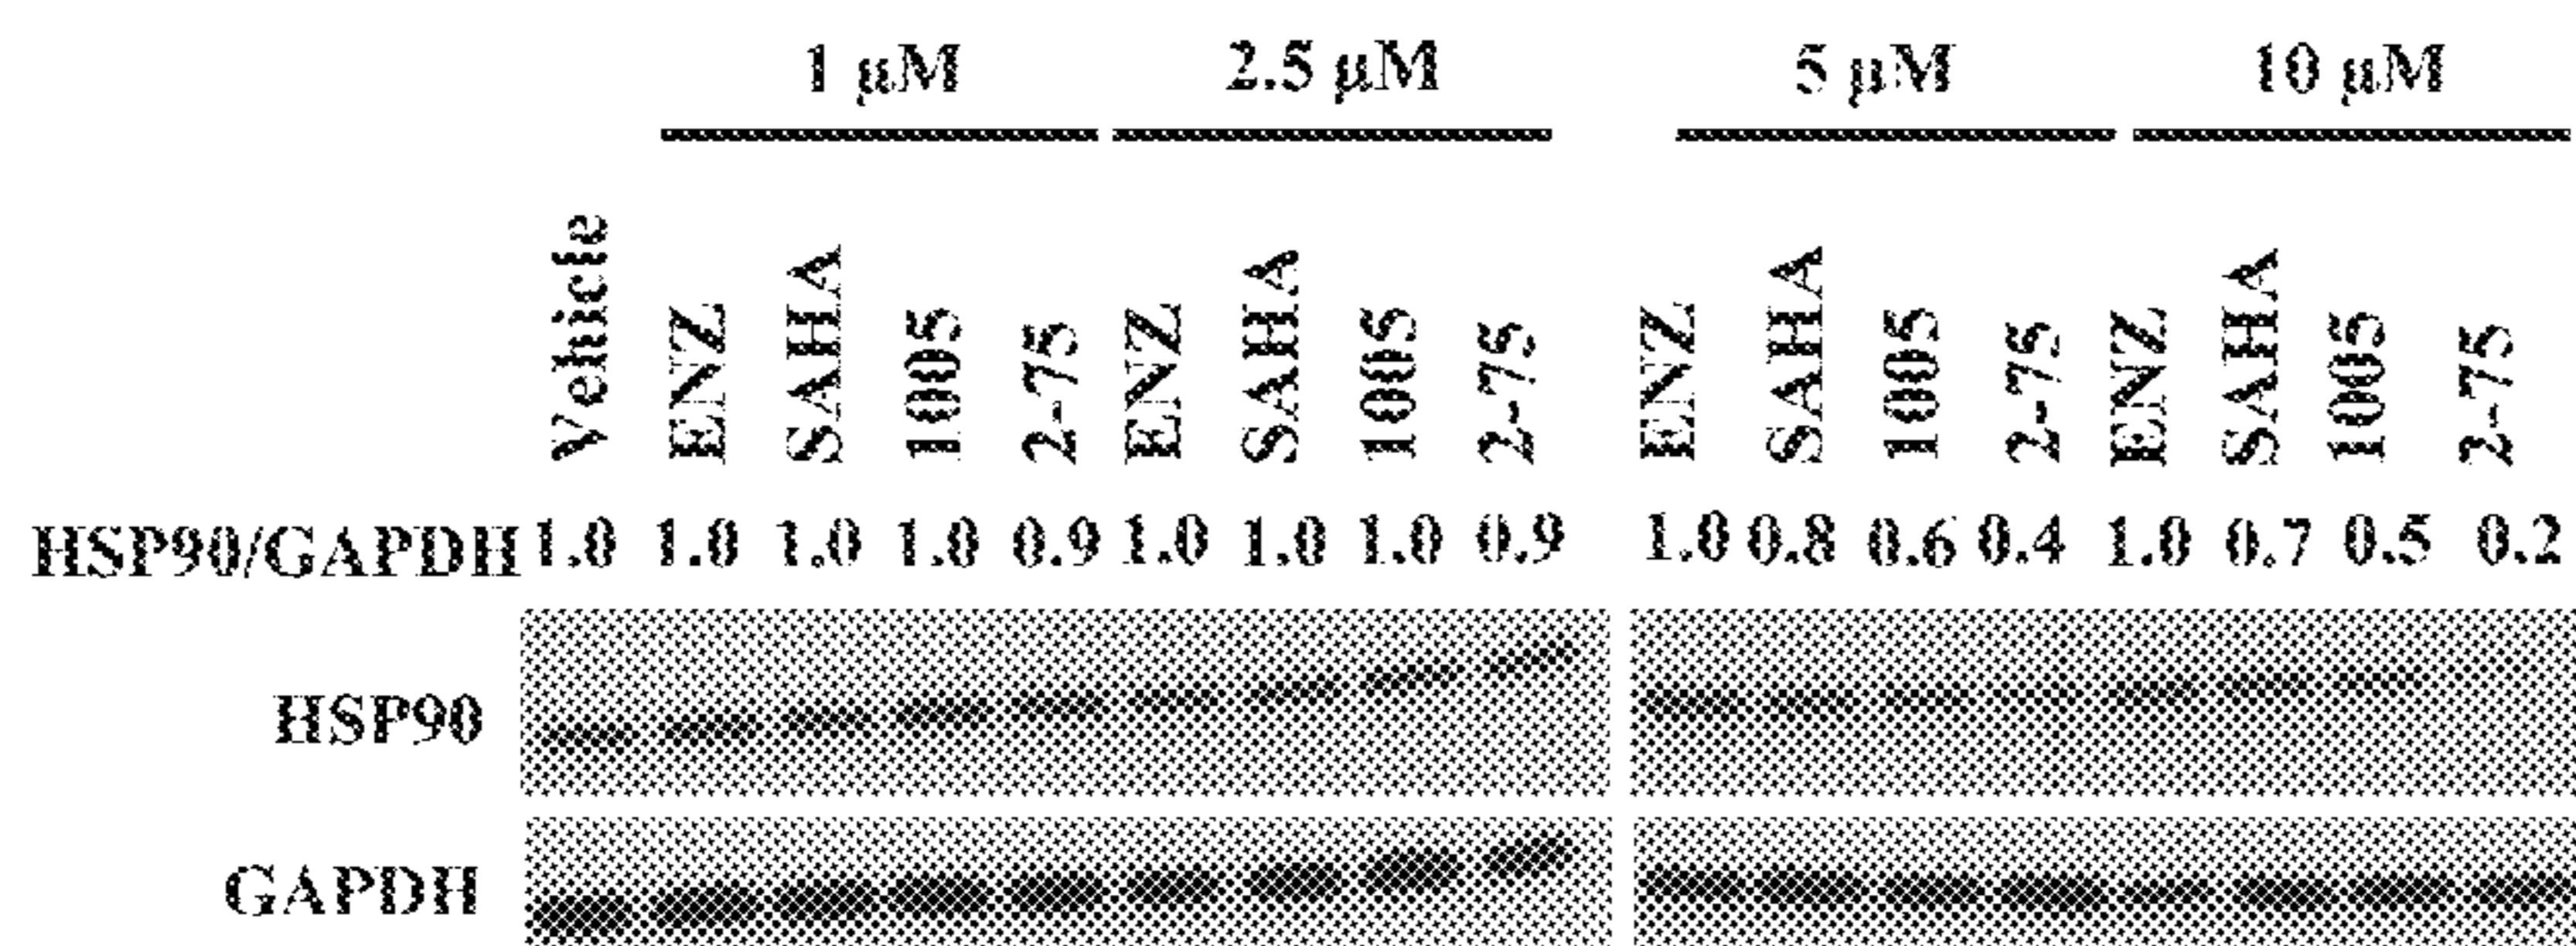 1 µM 2.5 µM 5 µM 10 µM
Vehicle ENZ SAHA 1005 2-75 ENZ SAHA 1005 2-75 ENZ SAHA 1005 2-75 ENZ SAHA 1005 2-75
HSP90/GAPDH 1.0 1.0 1.0 1.0 0.9 1.0 1.0 1.0 0.9 1.0 0.8 0.6 0.4 1.0 0.7 0.5 0.2
HSP90
GAPDH